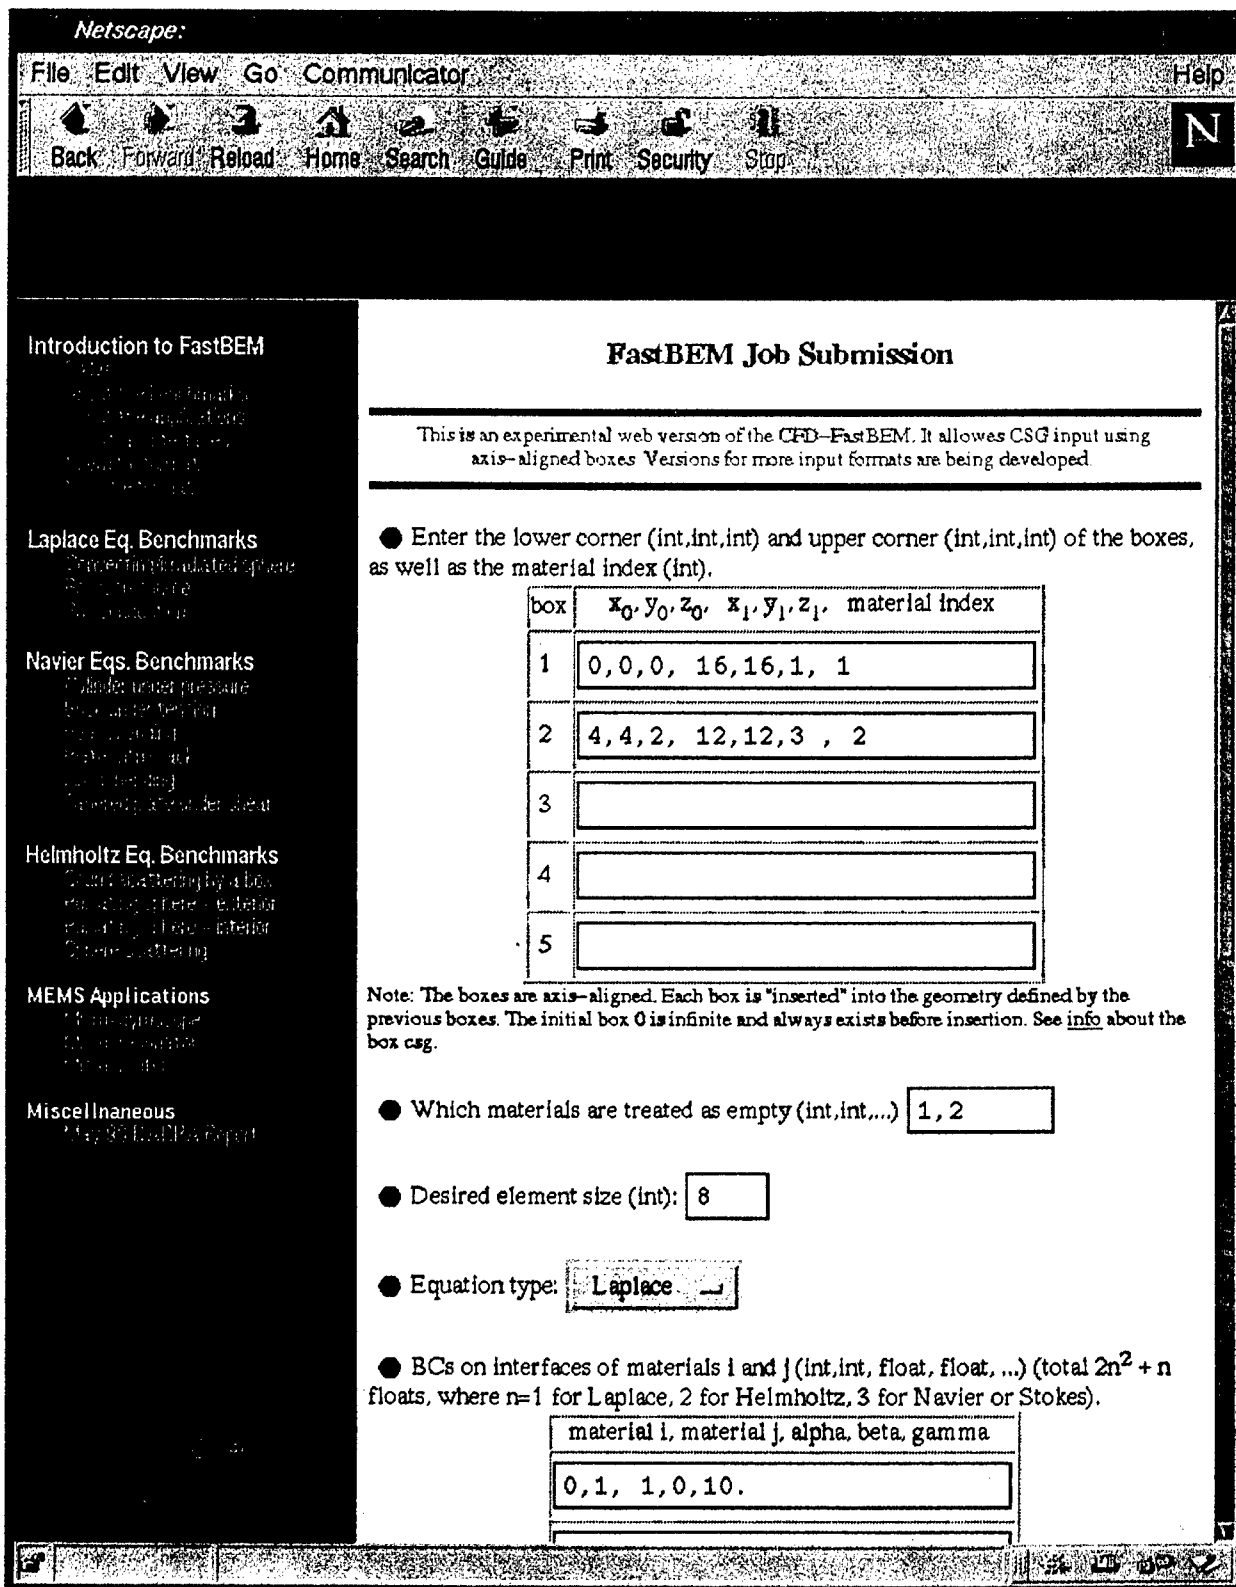 Netscape:
File Edit View Go Communicator Help
Back Forward Reload Home Search Guide Print Security Stop
N
Introduction to FastBEM
Laplace Eq. Benchmarks
Navier Eqs. Benchmarks
Cylinder under pressure
Helmholtz Eq. Benchmarks
Sound scattering by a box
MEMS Applications
Miscellnaneous
FastBEM Job Submission
This is an experimental web version of the CFD-FastBEM. It allowes CSG input using
axis-aligned boxes. Versions for more input formats are being developed.
Enter the lower corner (int,int,int) and upper corner (int,int,int) of the boxes,
as well as the material index (int).
box x₀, y₀, z₀, x₁, y₁, z₁, material index
1 0,0,0, 16,16,1, 1
2 4,4,2, 12,12,3 , 2
3
4
5
Note: The boxes are axis-aligned. Each box is "inserted" into the geometry defined by the
previous boxes. The initial box 0 is infinite and always exists before insertion. See info about the
box csg.
Which materials are treated as empty (int,int,...) 1,2
Desired element size (int): 8
Equation type: Laplace
BCs on interfaces of materials i and j (int,int, float, float, ...) (total 2n² + n
floats, where n=1 for Laplace, 2 for Helmholtz, 3 for Navier or Stokes).
material i, material j, alpha, beta, gamma
0,1, 1,0,10.